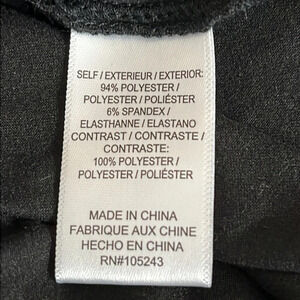 SELF / EXTERIEUR / EXTERIOR:
94% POLYESTER /
POLYESTER / POLIÉSTER
6% SPANDEX /
ELASTHANNE / ELASTANO
CONTRAST / CONTRASTE /
CONTRASTE:
100% POLYESTER /
POLYESTER / POLIÉSTER
MADE IN CHINA
FABRIQUE AUX CHINE
HECHO EN CHINA
RN#105243